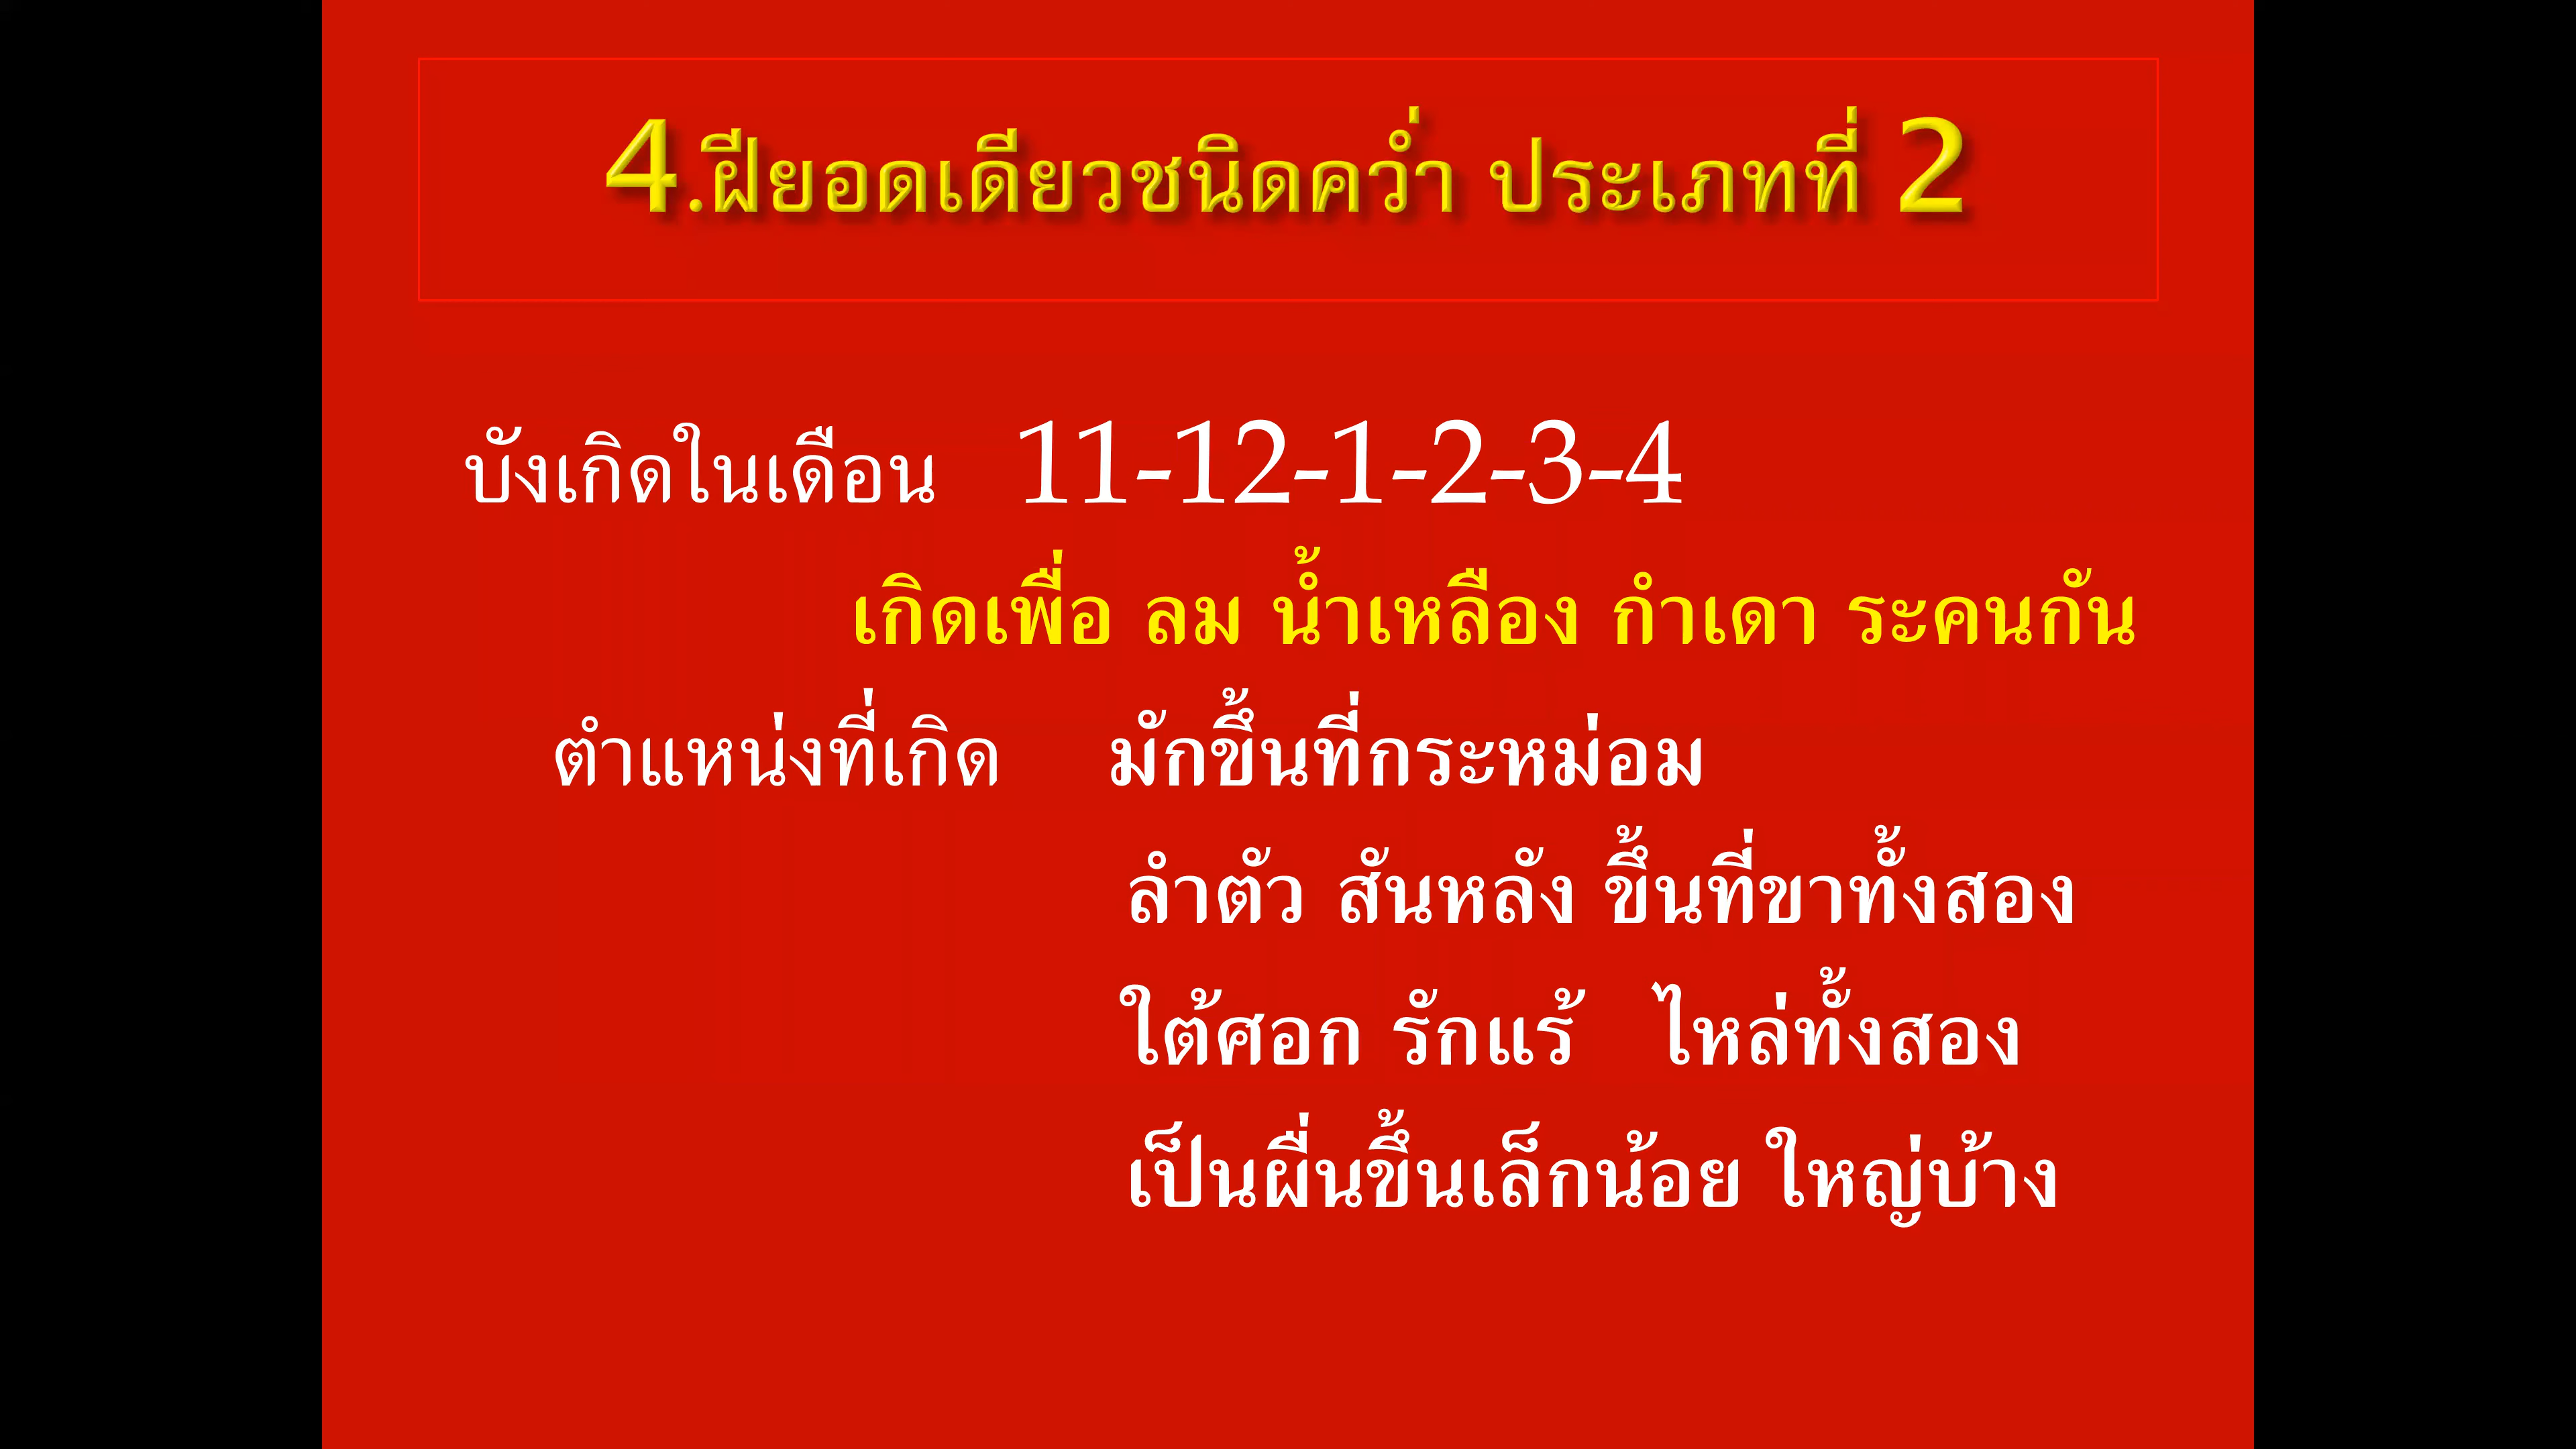 4.ฝียอดเดียวชนิดคว่ำ ประเภทที่ 2
บังเกิดในเดือน 11-12-1-2-3-4
เกิดเพื่อ ลม น้ำเหลือง กำเดา ระคนกัน
ตำแหน่งที่เกิด มักขึ้นที่กระหม่อม
ลำตัว สันหลัง ขึ้นที่ขาทั้งสอง
ใต้ศอก รักแร้ ไหล่ทั้งสอง
เป็นผื่นขึ้นเล็กน้อย ใหญ่บ้าง